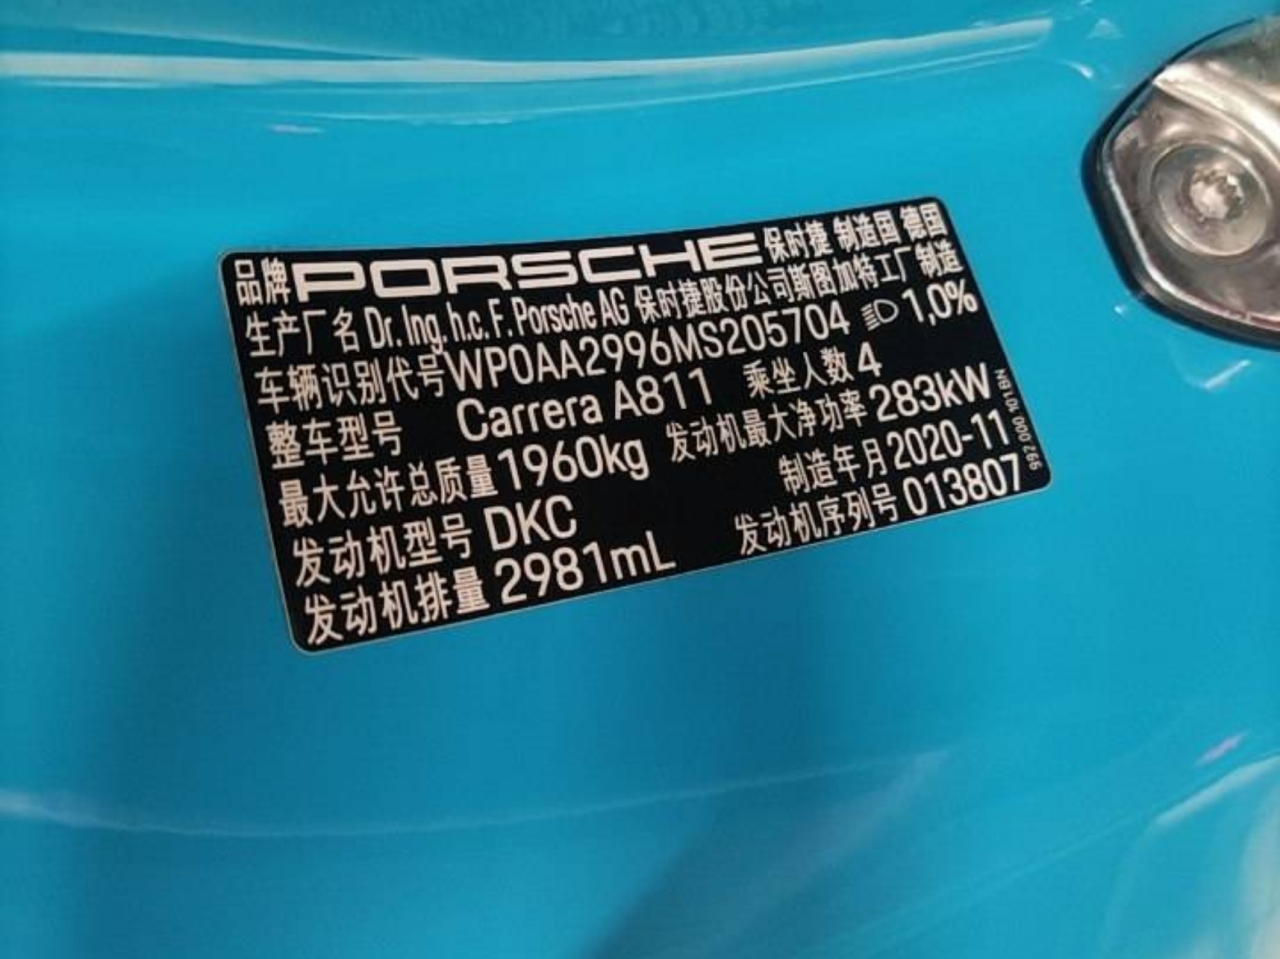 品牌 PORSCHE 保时捷 制造国 德国
生产厂名 Dr. Ing. h.c. F. Porsche AG 保时捷股份公司斯图加特工厂 制造
车辆识别代号 WP0AA2996MS205704 1,0%
整车型号 Carrera A811 乘坐人数 4
最大允许总质量 1960kg 发动机最大净功率 283kW
发动机型号 DKC 制造年月 2020-11
发动机排量 2981mL 发动机序列号 013807
992 000 101 BN